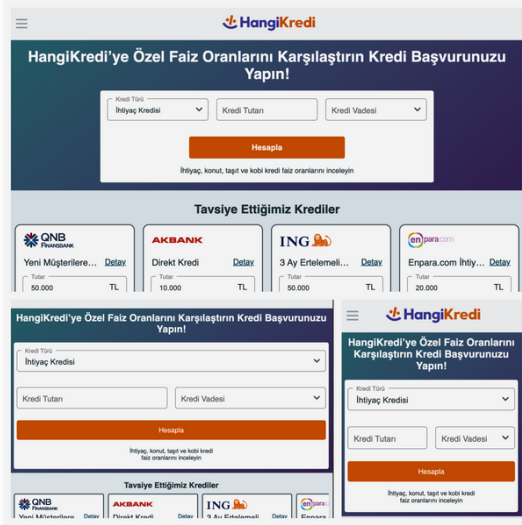 HangiKredi
HangiKredi'ye Özel Faiz Oranlarını Karşılaştırın Kredi Başvurunuzu
Yapın!
Kredi Türü
İhtiyaç Kredisi
Kredi Tutarı
Kredi Vadesi
Hesapla
İhtiyaç, konut, taşıt ve kobi kredi faiz oranlarını inceleyin
Tavsiye Ettiğimiz Krediler
QNB
FINANSBANK
AKBANK
ING
enpara.com
Yeni Müşterilere... Detay
Direkt Kredi Detay
3 Ay Ertelemeli... Detay
Enpara.com İhtiy... Detay
Tutar
50.000 TL
Tutar
10.000 TL
Tutar
50.000 TL
Tutar
20.000 TL
HangiKredi'ye Özel Faiz Oranlarını Karşılaştırın Kredi Başvurunuzu
Yapın!
Kredi Türü
İhtiyaç Kredisi
Kredi Tutarı
Kredi Vadesi
Hesapla
İhtiyaç, konut, taşıt ve kobi kredi
faiz oranlarını inceleyin
Tavsiye Ettiğimiz Krediler
QNB
FINANSBANK
AKBANK
ING
enpara
Yeni Müşterilere Detay
Direkt Kredi Detay
3 Ay Ertelemeli Detay
Enpara
HangiKredi
HangiKredi'ye Özel Faiz Oranlarını
Karşılaştırın Kredi Başvurunuzu
Yapın!
Kredi Türü
İhtiyaç Kredisi
Kredi Tutarı
Kredi Vadesi
Hesapla
İhtiyaç, konut, taşıt ve kobi kredi
faiz oranlarını inceleyin